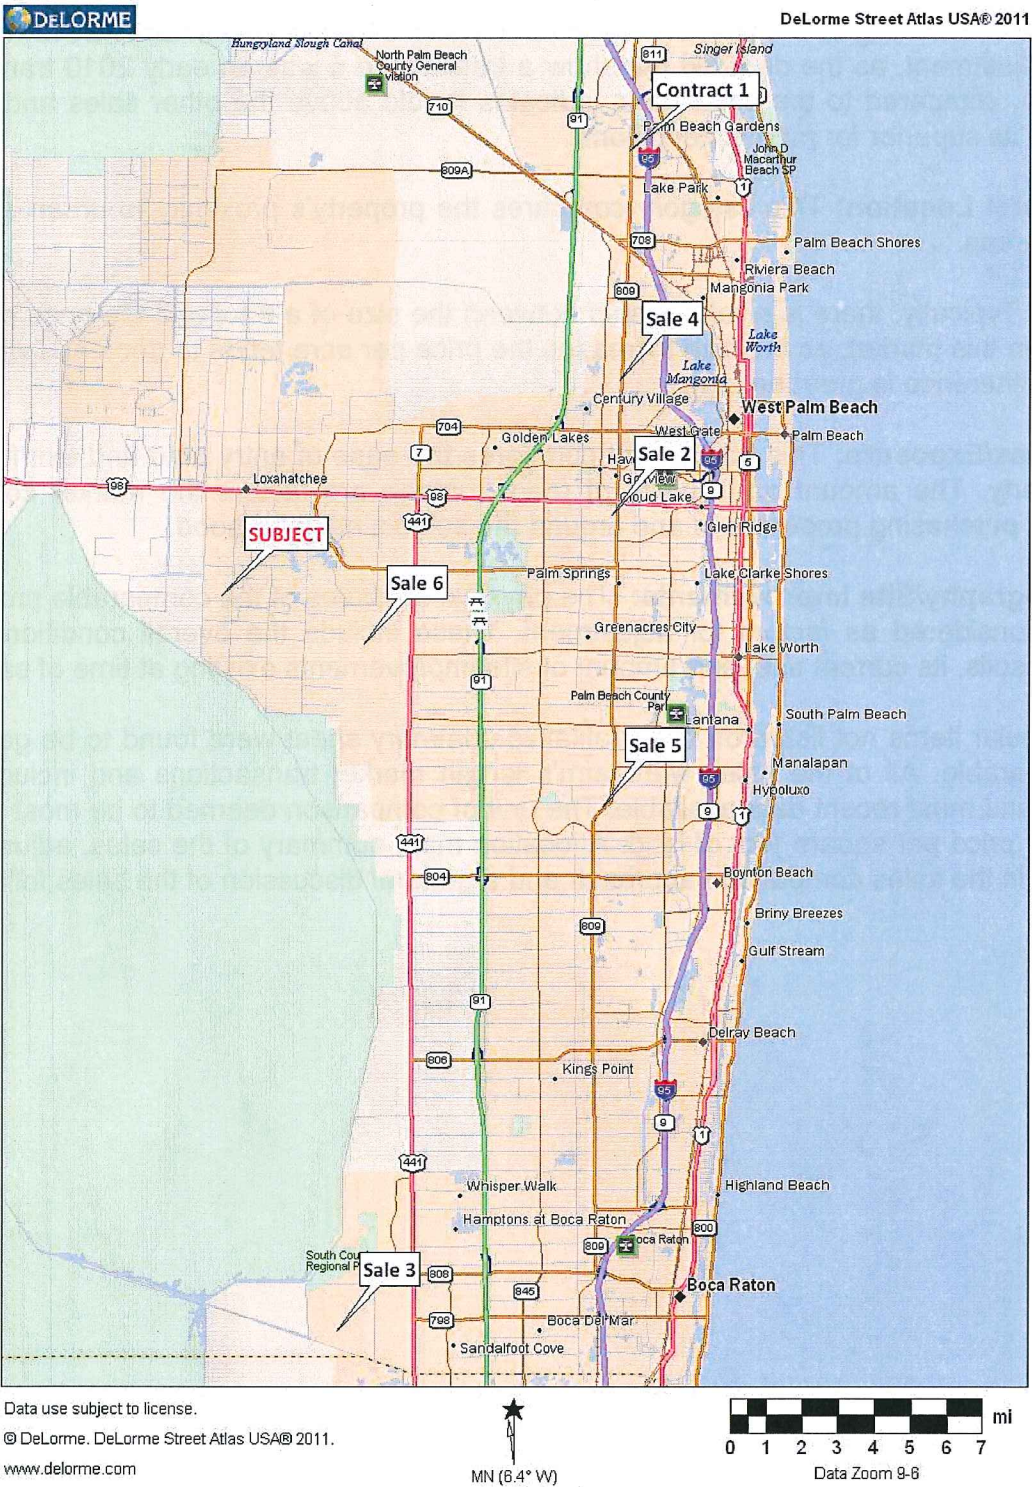 DELORME
DeLorme Street Atlas USA® 2011
Hungryland Slough Canal
North Palm Beach
County General
Aviation
811
Singer Island
Contract 1
710
91
Palm Beach Gardens
95
John D
Macarthur
Beach SP
809A
Lake Park
1
708
Palm Beach Shores
Riviera Beach
809
Mangonia Park
Sale 4
Lake
Worth
Lake
Mangonia
Century Village
West Palm Beach
704
West Gate
Palm Beach
Golden Lakes
7
Sale 2
95
5
Loxahatchee
98
98
9
Cloud Lake
441
Glen Ridge
SUBJECT
Palm Springs
Lake Clarke Shores
Sale 6
Greenacres City
Lake Worth
91
Palm Beach County
Lantana
South Palm Beach
Sale 5
Manalapan
95
Hypoluxo
9
1
441
804
Boynton Beach
809
Briny Breezes
Gulf Stream
91
Delray Beach
806
Kings Point
95
9
1
441
Whisper Walk
Highland Beach
Hamptons at Boca Raton
800
809
Boca Raton
South
Regional
Sale 3
808
Boca Raton
845
798
Boca Del Mar
Sandalfoot Cove
Data use subject to license.
© DeLorme. DeLorme Street Atlas USA® 2011.
www.delorme.com
MN (6.4° W)
mi
0 1 2 3 4 5 6 7
Data Zoom 9-6